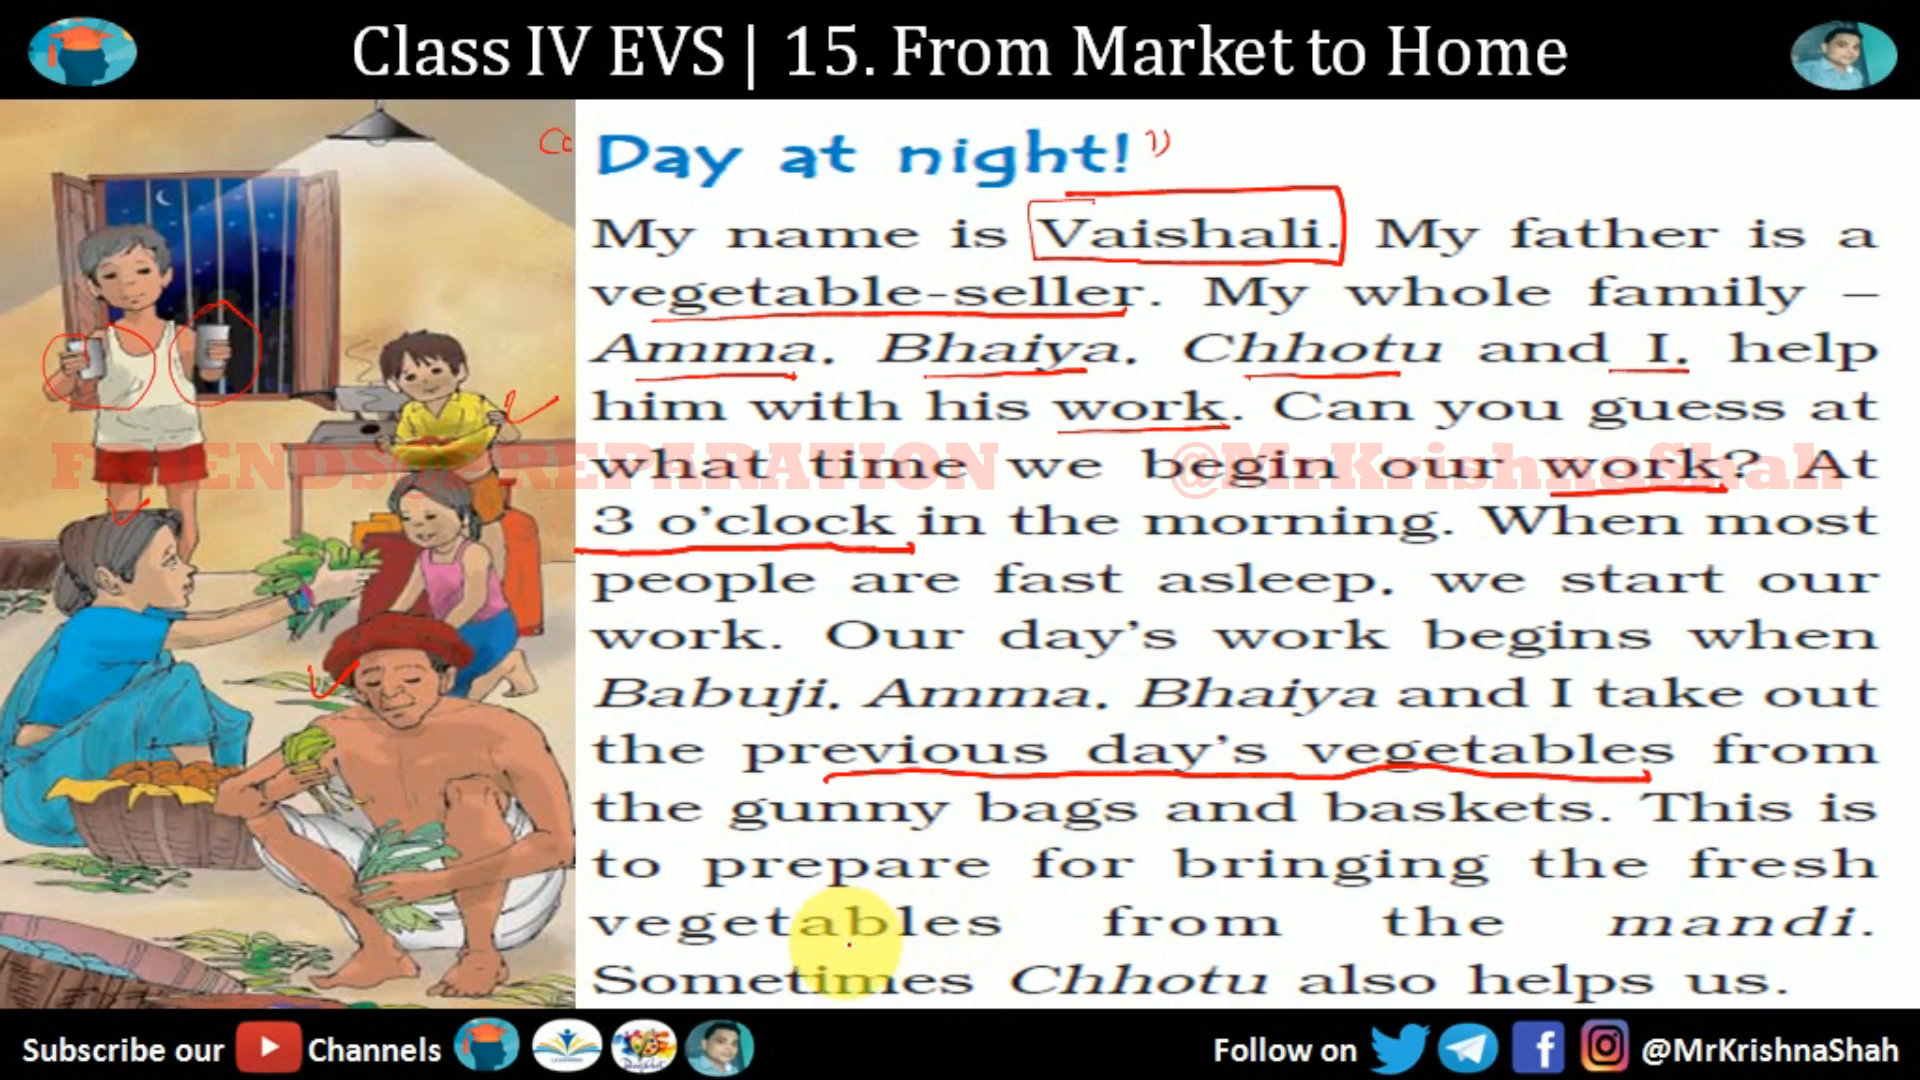 Class IV EVS | 15. From Market to Home
Day at night!
My name is Vaishali. My father is a
vegetable-seller. My whole family –
Amma, Bhaiya, Chhotu and I, help
him with his work. Can you guess at
what time we begin our work? At
FRIENDSOFPREPARATION @MrKrishnaShah
3 o'clock in the morning. When most
people are fast asleep, we start our
work. Our day's work begins when
Babuji, Amma, Bhaiya and I take out
the previous day's vegetables from
the gunny bags and baskets. This is
to prepare for bringing the fresh
vegetables from the mandi.
Sometimes Chhotu also helps us.
Subscribe our Channels Follow on @MrKrishnaShah